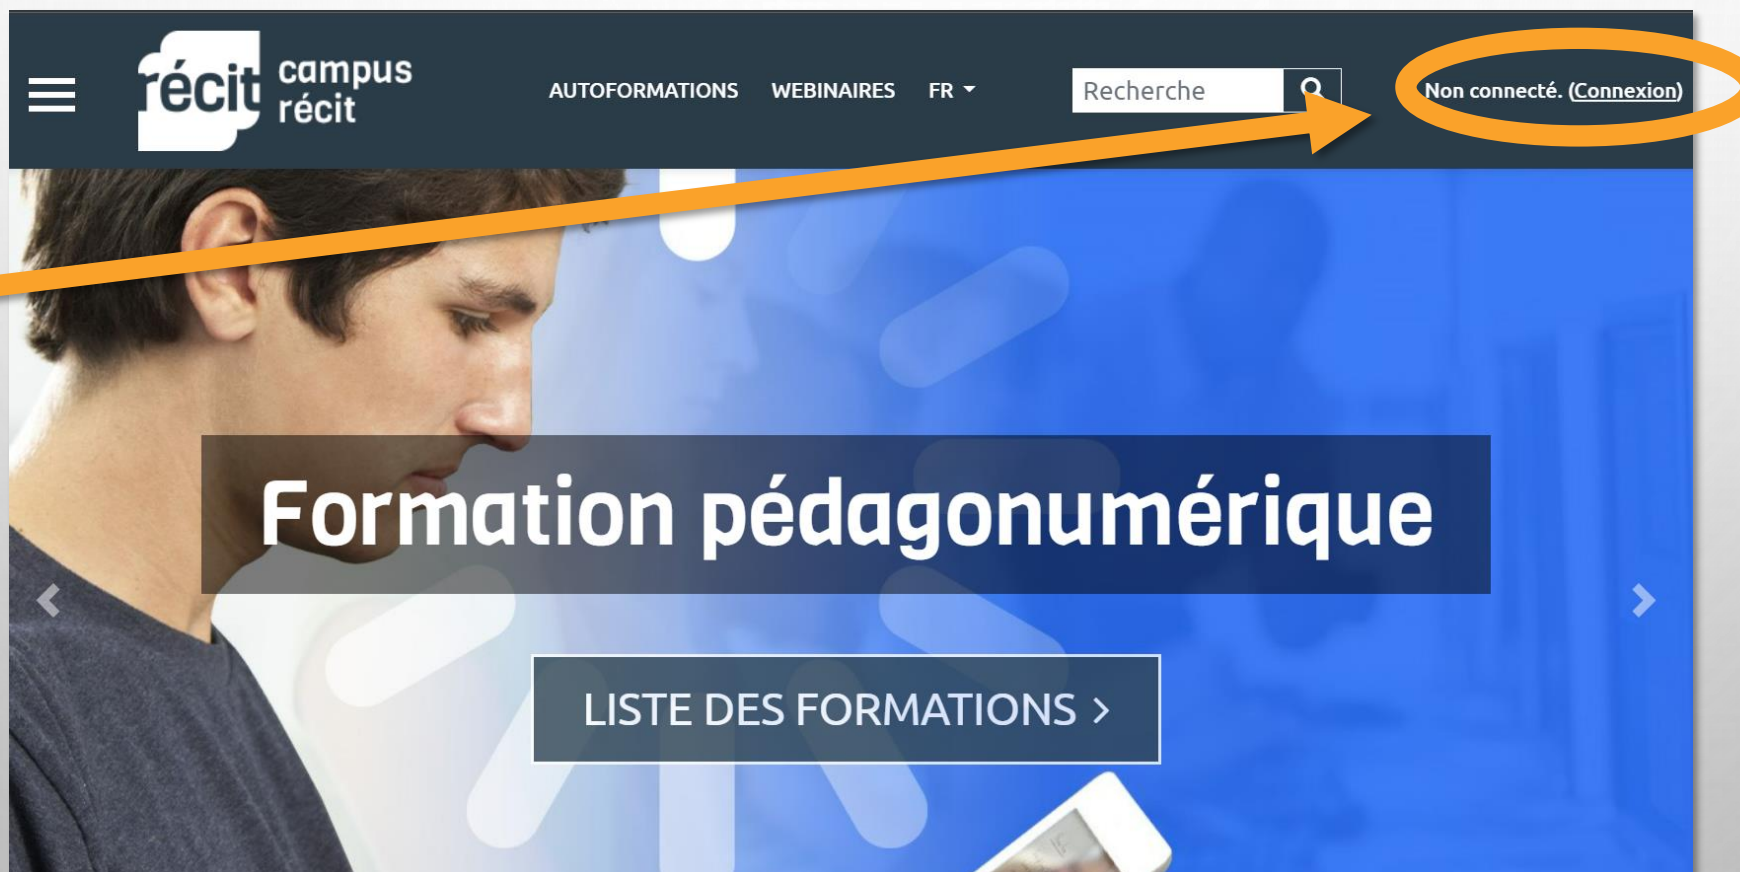 récit
campus
récit
AUTOFORMATIONS WEBINAIRES FR
Recherche
Non connecté. (Connexion)
Formation pédagonumérique
LISTE DES FORMATIONS >